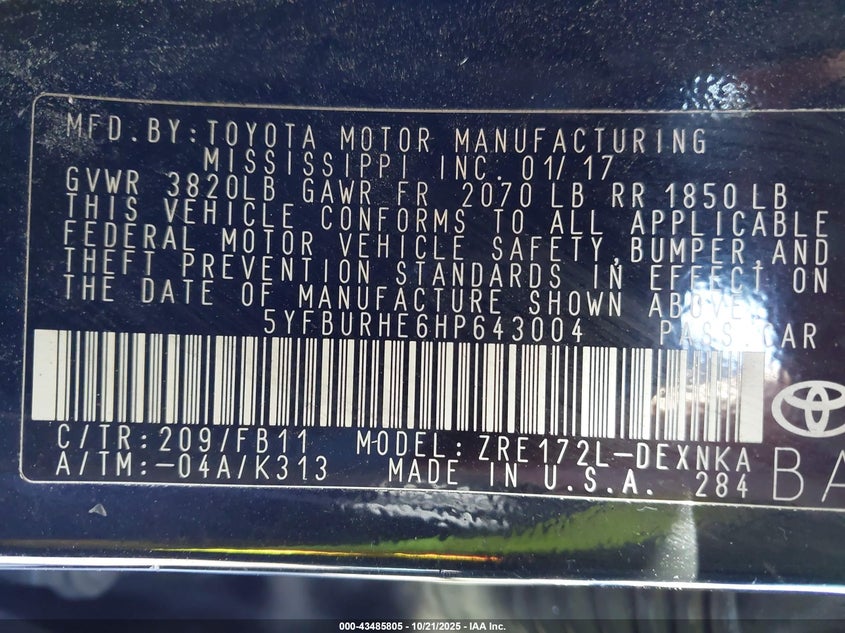 MFD.BY:TOYOTA MOTOR MANUFACTURING
MISSISSIPPI INC. 01/17
GVWR 3820LB GAWR FR 2070 LB RR 1850LB
THIS VEHICLE CONFORMS TO ALL APPLICABLE
FEDERAL MOTOR VEHICLE SAFETY,BUMPER,AND
THEFT PREVENTION STANDARDS IN EFFECT ON
THE DATE OF MANUFACTURE SHOWN ABOVE.
5YFBURHE6HP643004 PASS.CAR
C/TR:209/FB11 MODEL: ZRE172L-DEXNKA
A/TM:-04A/K313 MADE IN U.S.A. 284 BA
000-43485805 - 10/21/2025 - IAA Inc.